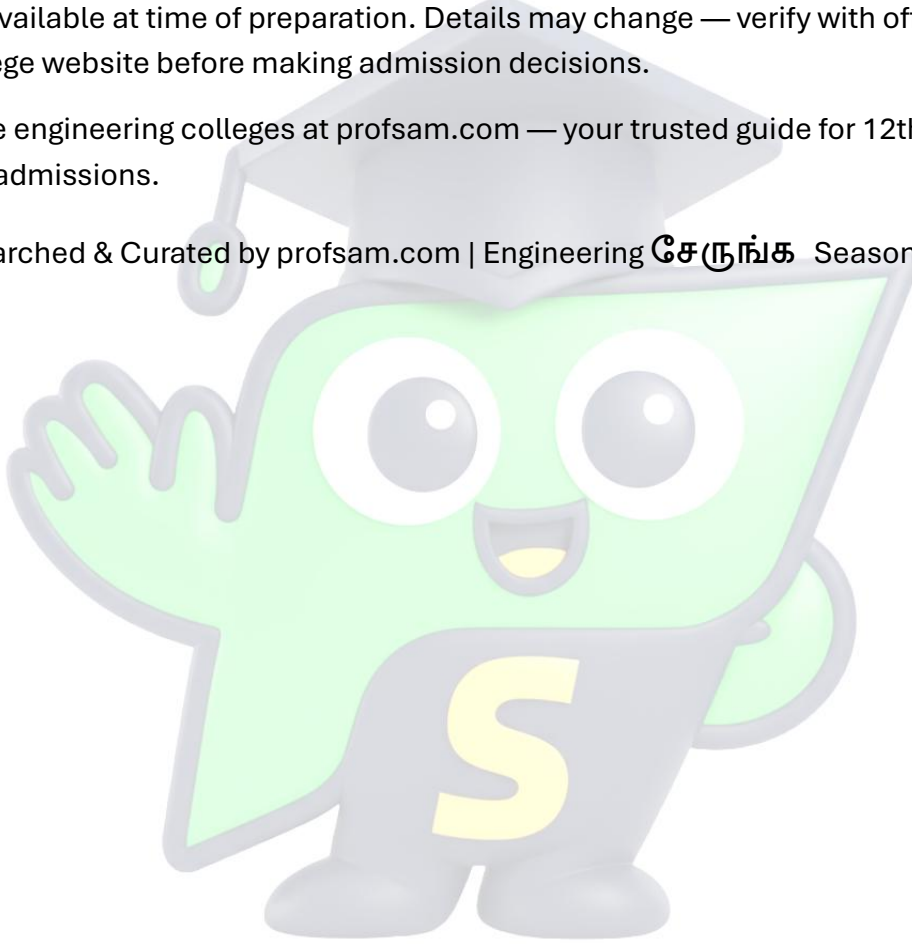 vailable at time of preparation. Details may change — verify with of
ege website before making admission decisions.
e engineering colleges at profsam.com — your trusted guide for 12th
admissions.
arched & Curated by profsam.com | Engineering சேருங்க Season
S